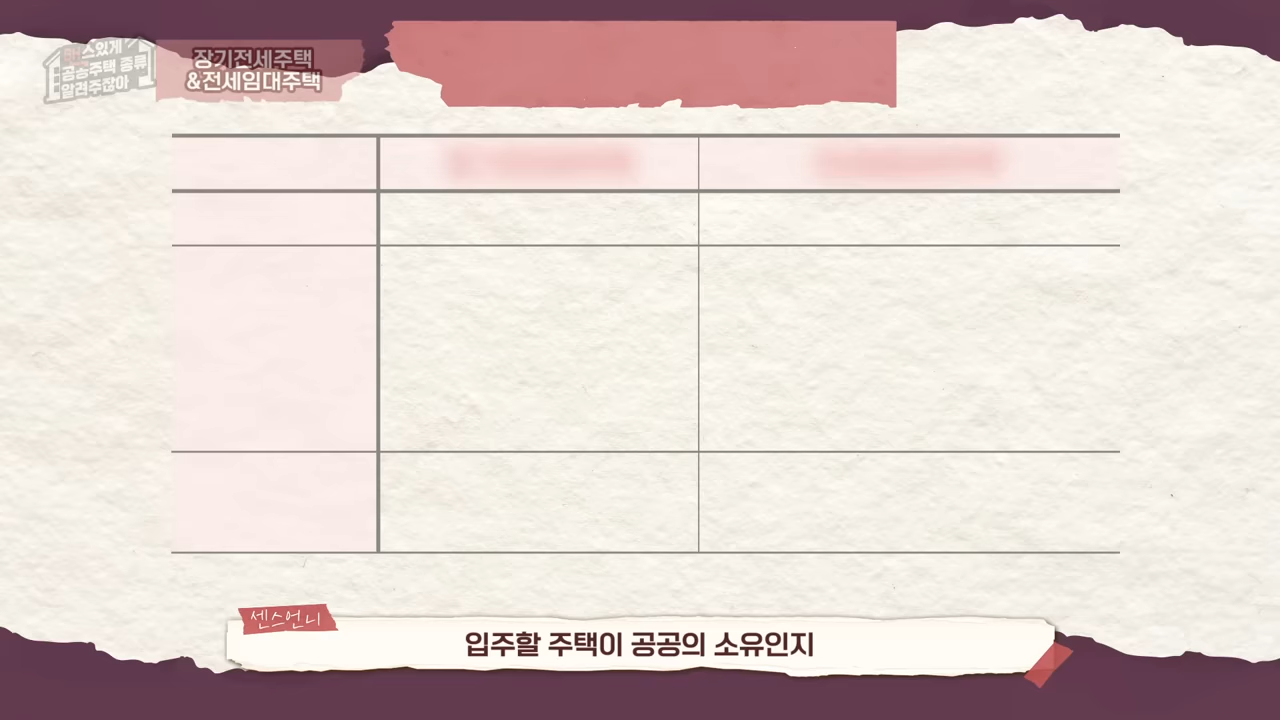 센스있게
공공주택 종류
알려주잖아
장기전세주택
&전세임대주택
센스언니
입주할 주택이 공공의 소유인지